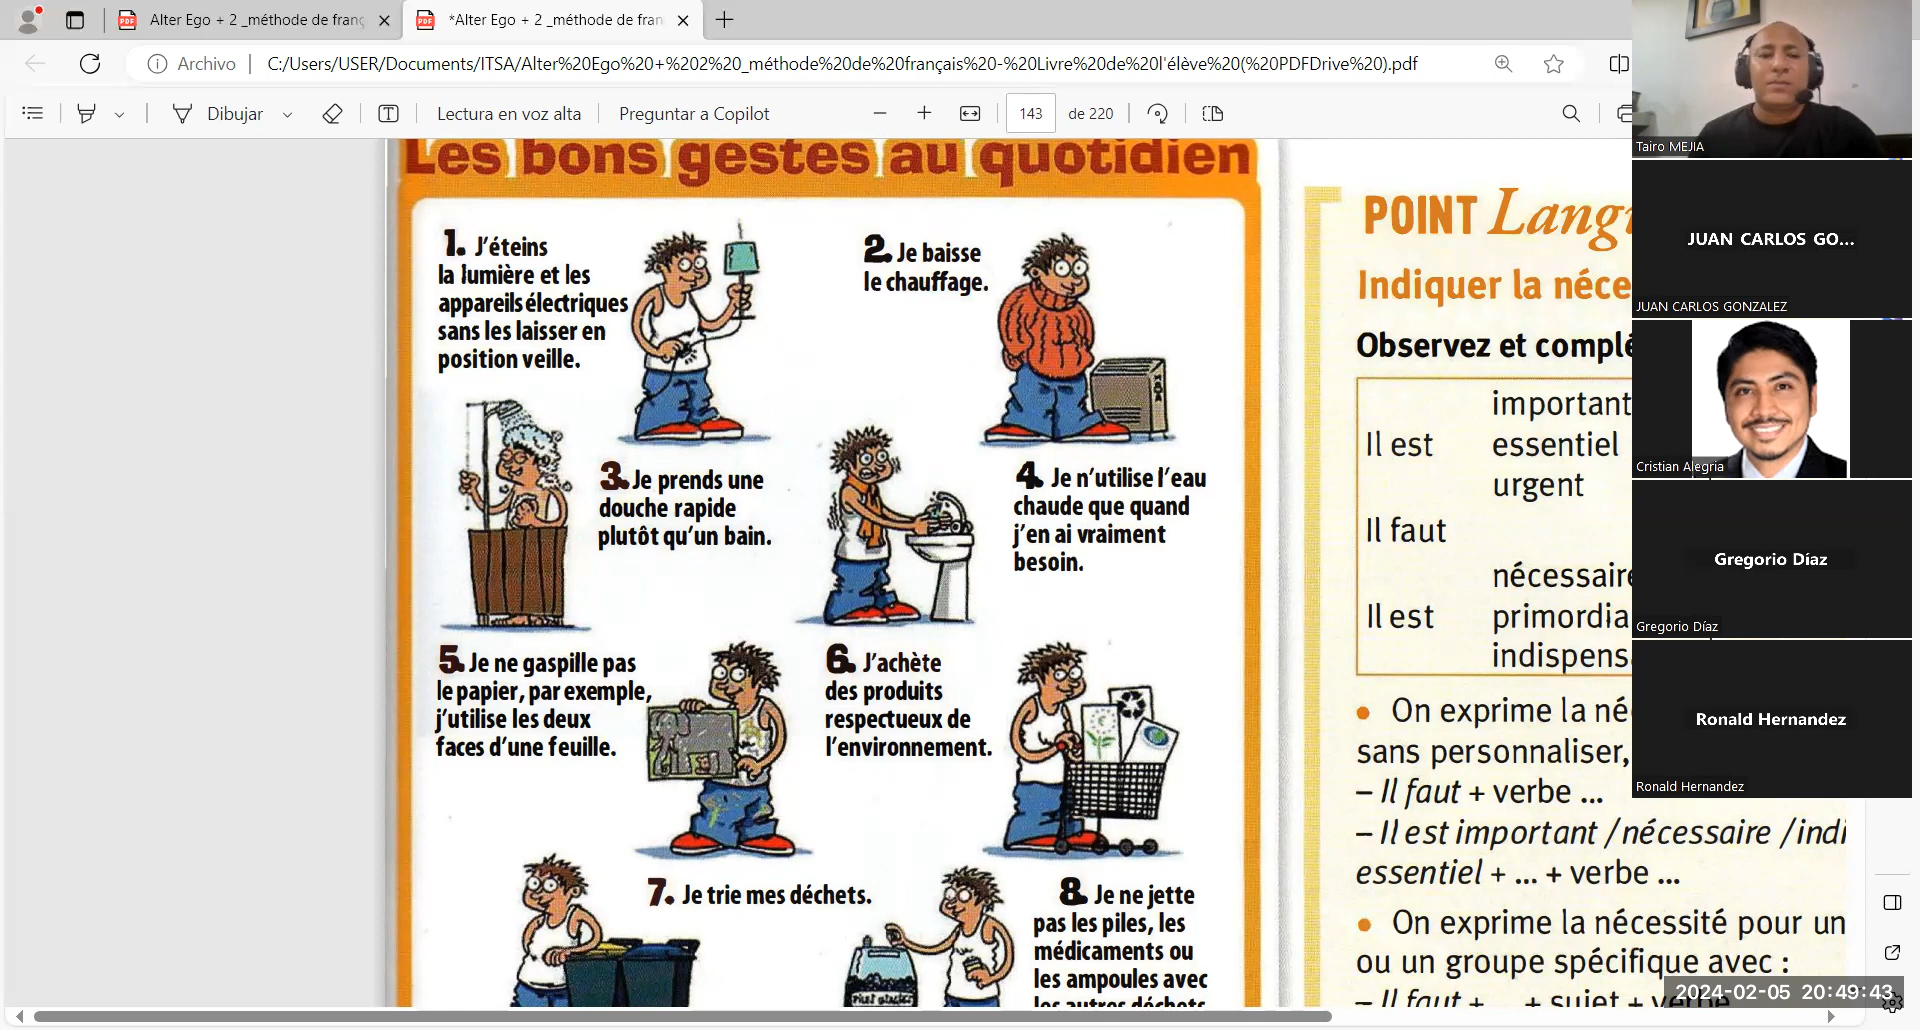 Alter Ego + 2 _méthode de franç
*Alter Ego + 2 _méthode de fran
Archivo
C:/Users/USER/Documents/ITSA/Alter%20Ego%20+%202%20_méthode%20de%20français%20-%20Livre%20de%20l'élève%20(%20PDFDrive%20).pdf
Dibujar
Lectura en voz alta
Preguntar a Copilot
143
de 220
Les bons gestes au quotidien
1. J'éteins
la lumière et les
appareils électriques
sans les laisser en
position veille.
2. Je baisse
le chauffage.
3. Je prends une
douche rapide
plutôt qu'un bain.
4. Je n'utilise l'eau
chaude que quand
j'en ai vraiment
besoin.
5. Je ne gaspille pas
le papier, par exemple,
j'utilise les deux
faces d'une feuille.
6. J'achète
des produits
respectueux de
l'environnement.
7. Je trie mes déchets.
8. Je ne jette
pas les piles, les
médicaments ou
les ampoules avec
les autres déchets
POINT Lang
Indiquer la néce
Observez et complé
important
Il est essentiel
urgent
Il faut
nécessaire
Il est primordia
indispens
• On exprime la né
sans personnaliser,
– Il faut + verbe ...
– Il est important / nécessaire / indi
essentiel + ... + verbe ...
• On exprime la nécessité pour un
ou un groupe spécifique avec :
– Il faut + ... + sujet + verbe
Tairo MEJIA
JUAN CARLOS GO...
JUAN CARLOS GONZALEZ
Cristian Alegria
Gregorio Díaz
Gregorio Díaz
Ronald Hernandez
Ronald Hernandez
2024-02-05 20:49:43